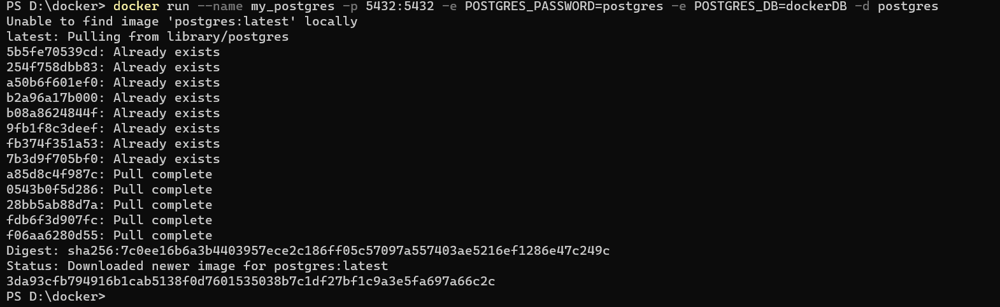 PS D:\docker> docker run --name my_postgres -p 5432:5432 -e POSTGRES_PASSWORD=postgres -e POSTGRES_DB=dockerDB -d postgres
Unable to find image 'postgres:latest' locally
latest: Pulling from library/postgres
5b5fe70539cd: Already exists
254f758dbb83: Already exists
a50b6f601ef0: Already exists
b2a96a17b000: Already exists
b08a8624844f: Already exists
9fb1f8c3deef: Already exists
fb374f351a53: Already exists
7b3d9f705bf0: Already exists
a85d8c4f987c: Pull complete
0543b0f5d286: Pull complete
28bb5ab88d7a: Pull complete
fdb6f3d907fc: Pull complete
f06aa6280d55: Pull complete
Digest: sha256:7c0ee16b6a3b4403957ece2c186ff05c57097a557403ae5216ef1286e47c249c
Status: Downloaded newer image for postgres:latest
3da93cfb794916b1cab5138f0d7601535038b7c1df27bf1c9a3e5fa697a66c2c
PS D:\docker>